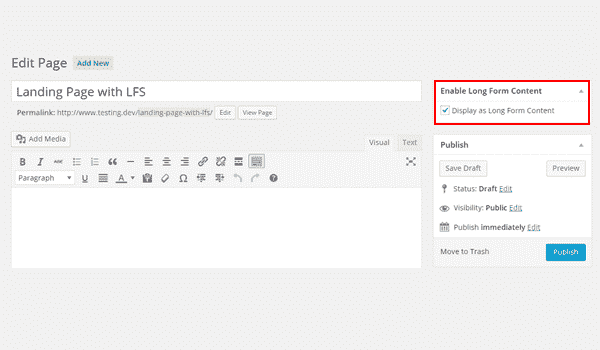 Edit Page Add New
Landing Page with LFS
Permalink: http://www.testing.dev/landing-page-with-lfs/ Edit View Page
Add Media
Visual Text
B I ABC
Paragraph U A
Enable Long Form Content
Display as Long Form Content
Publish
Save Draft Preview
Status: Draft Edit
Visibility: Public Edit
Publish immediately Edit
Move to Trash Publish